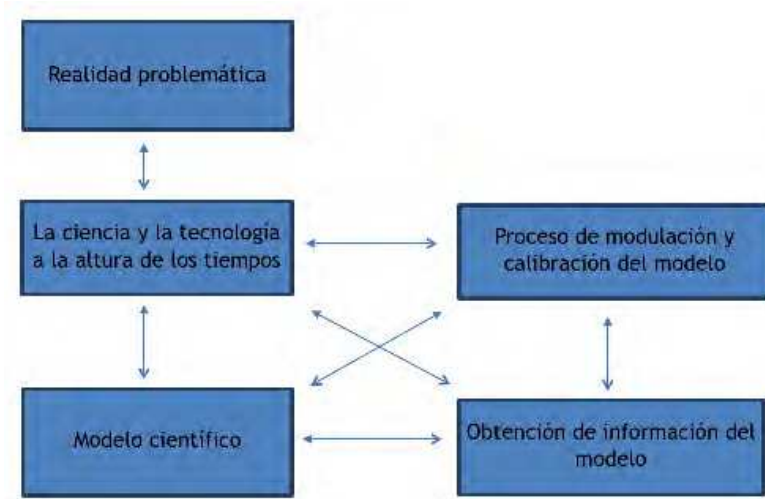 Realidad problemática
La ciencia y la tecnología
a la altura de los tiempos
Proceso de modulación y
calibración del modelo
Modelo científico
Obtención de información del
modelo